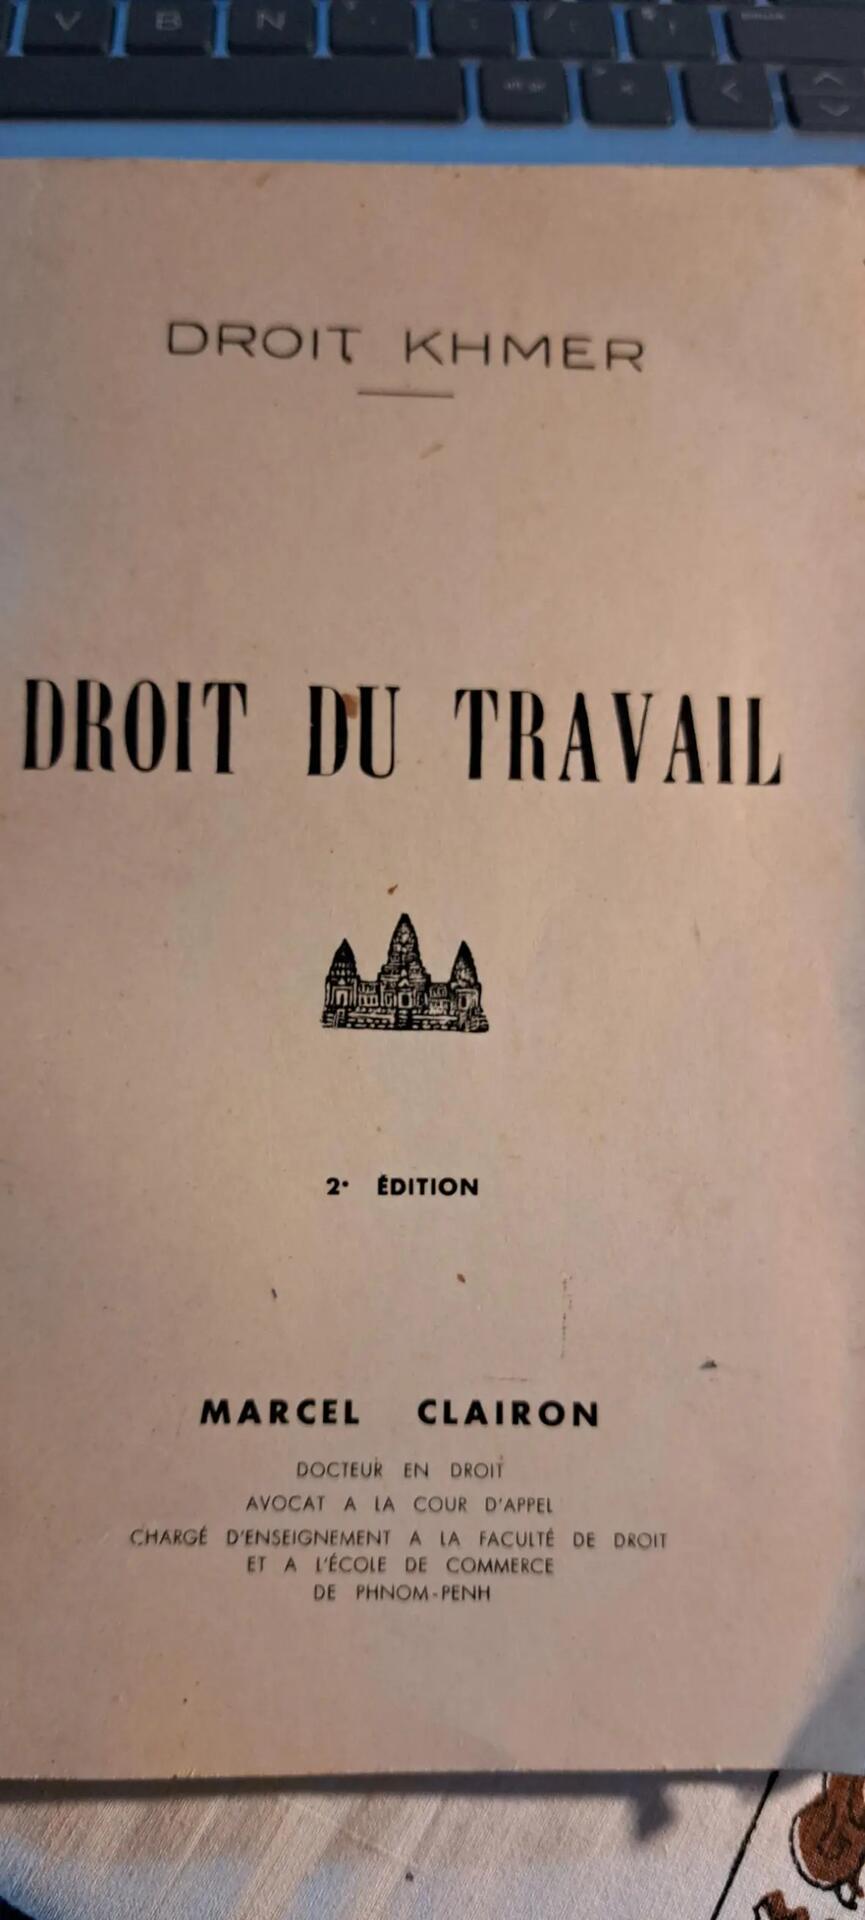 V B N
DROIT KHMER
DROIT DU TRAVAIL
2e ÉDITION
MARCEL CLAIRON
DOCTEUR EN DROIT
AVOCAT A LA COUR D'APPEL
CHARGÉ D'ENSEIGNEMENT A LA FACULTÉ DE DROIT
ET A L'ÉCOLE DE COMMERCE
DE PHNOM-PENH